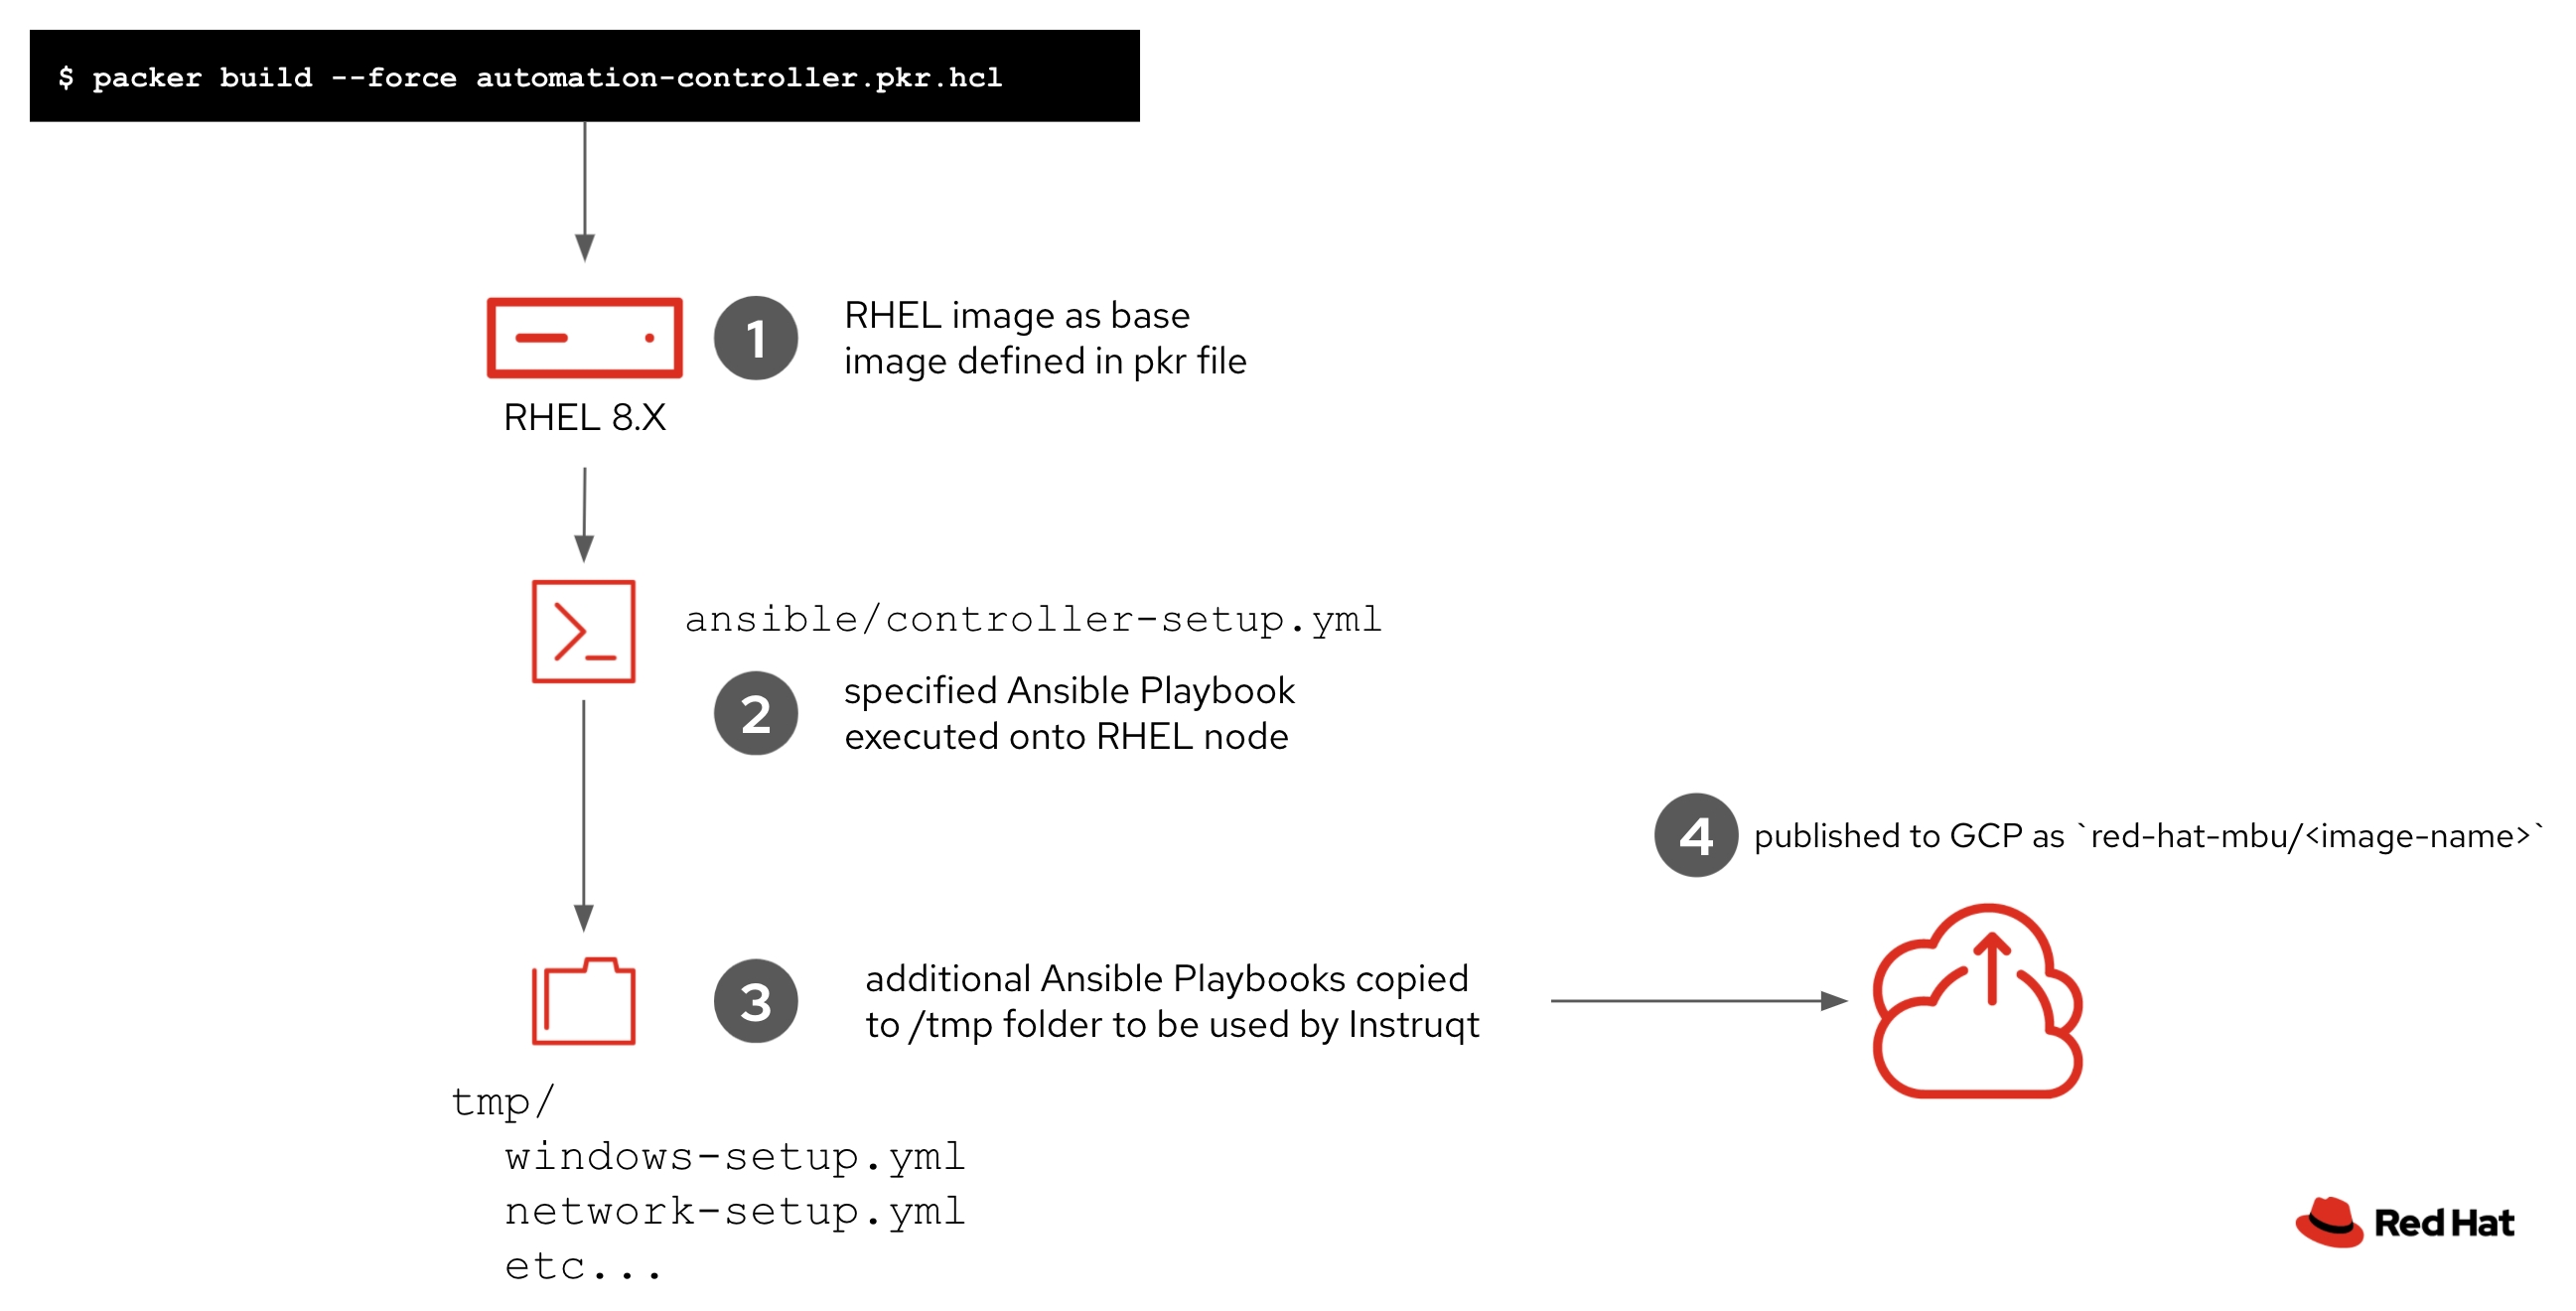 $ packer build --force automation-controller.pkr.hcl
1
RHEL image as base
image defined in pkr file
RHEL 8.X
ansible/controller-setup.yml
2
specified Ansible Playbook
executed onto RHEL node
4
published to GCP as `red-hat-mbu/<image-name>`
3
additional Ansible Playbooks copied
to /tmp folder to be used by Instruqt
tmp/
windows-setup.yml
network-setup.yml
etc...
Red Hat